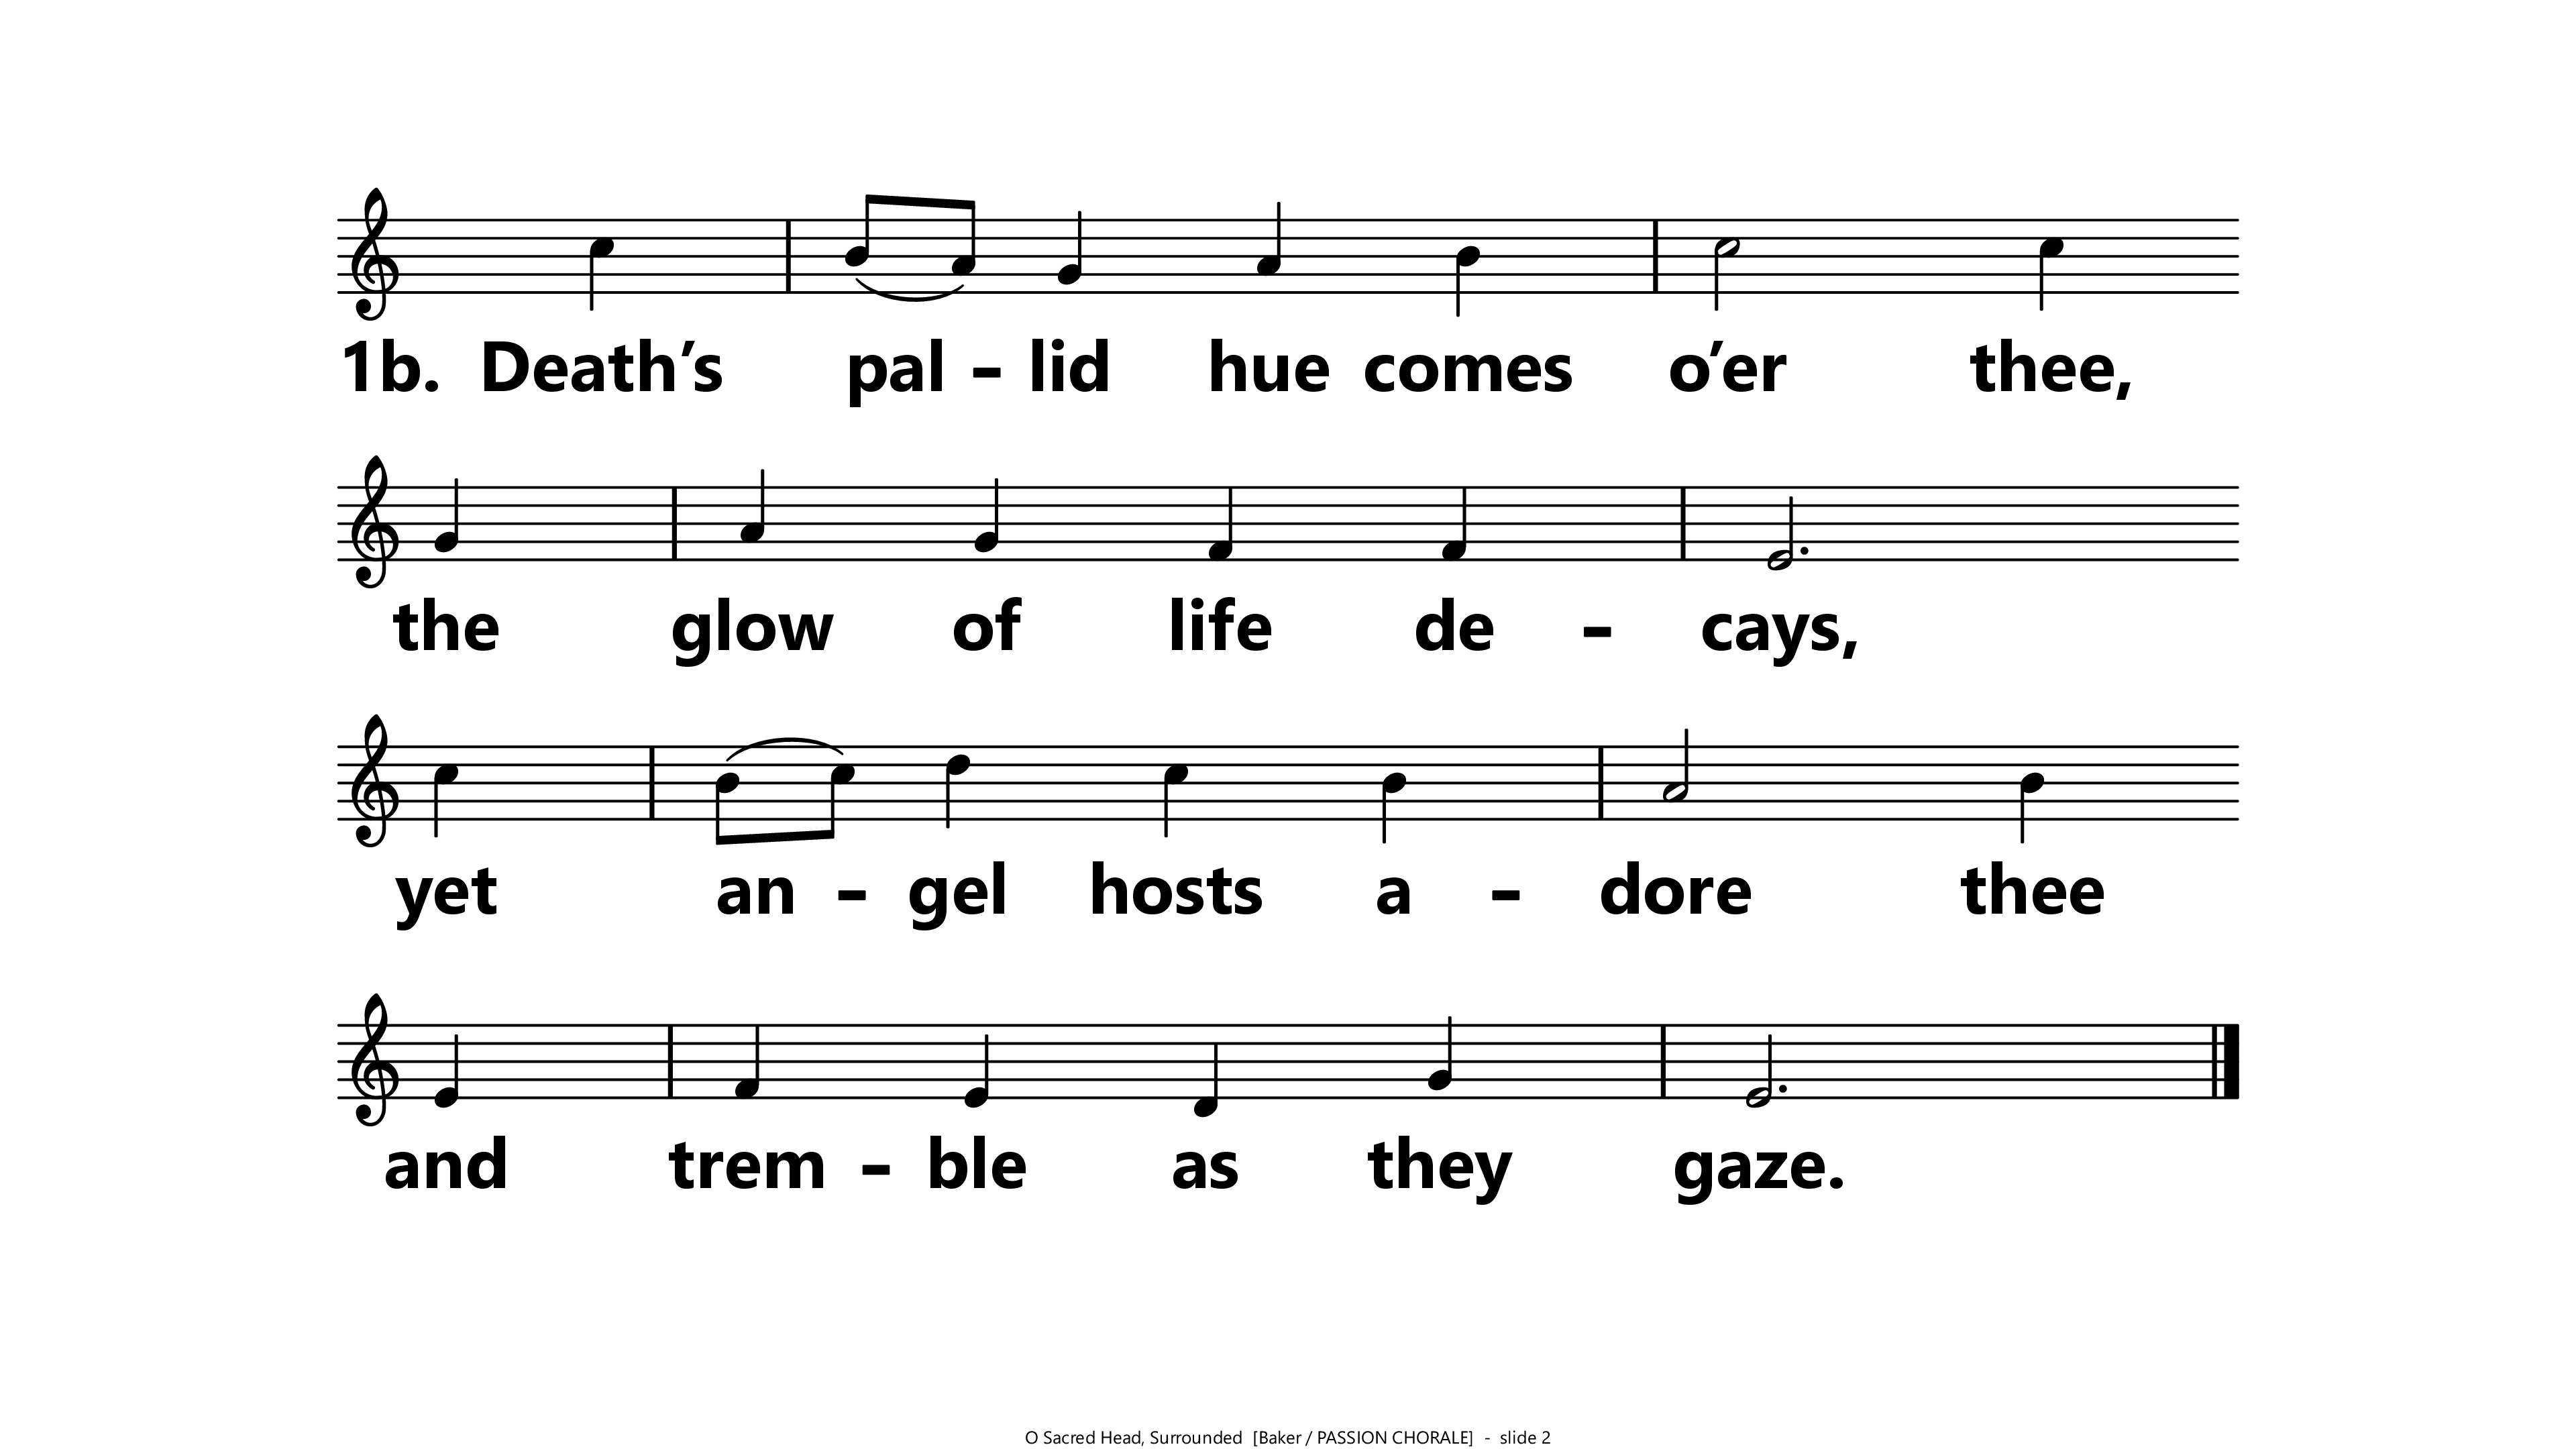 1b. Death’s pal - lid hue comes o’er thee,
the glow of life de - cays,
yet an - gel hosts a - dore thee
and trem - ble as they gaze.
O Sacred Head, Surrounded [Baker / PASSION CHORALE] - slide 2